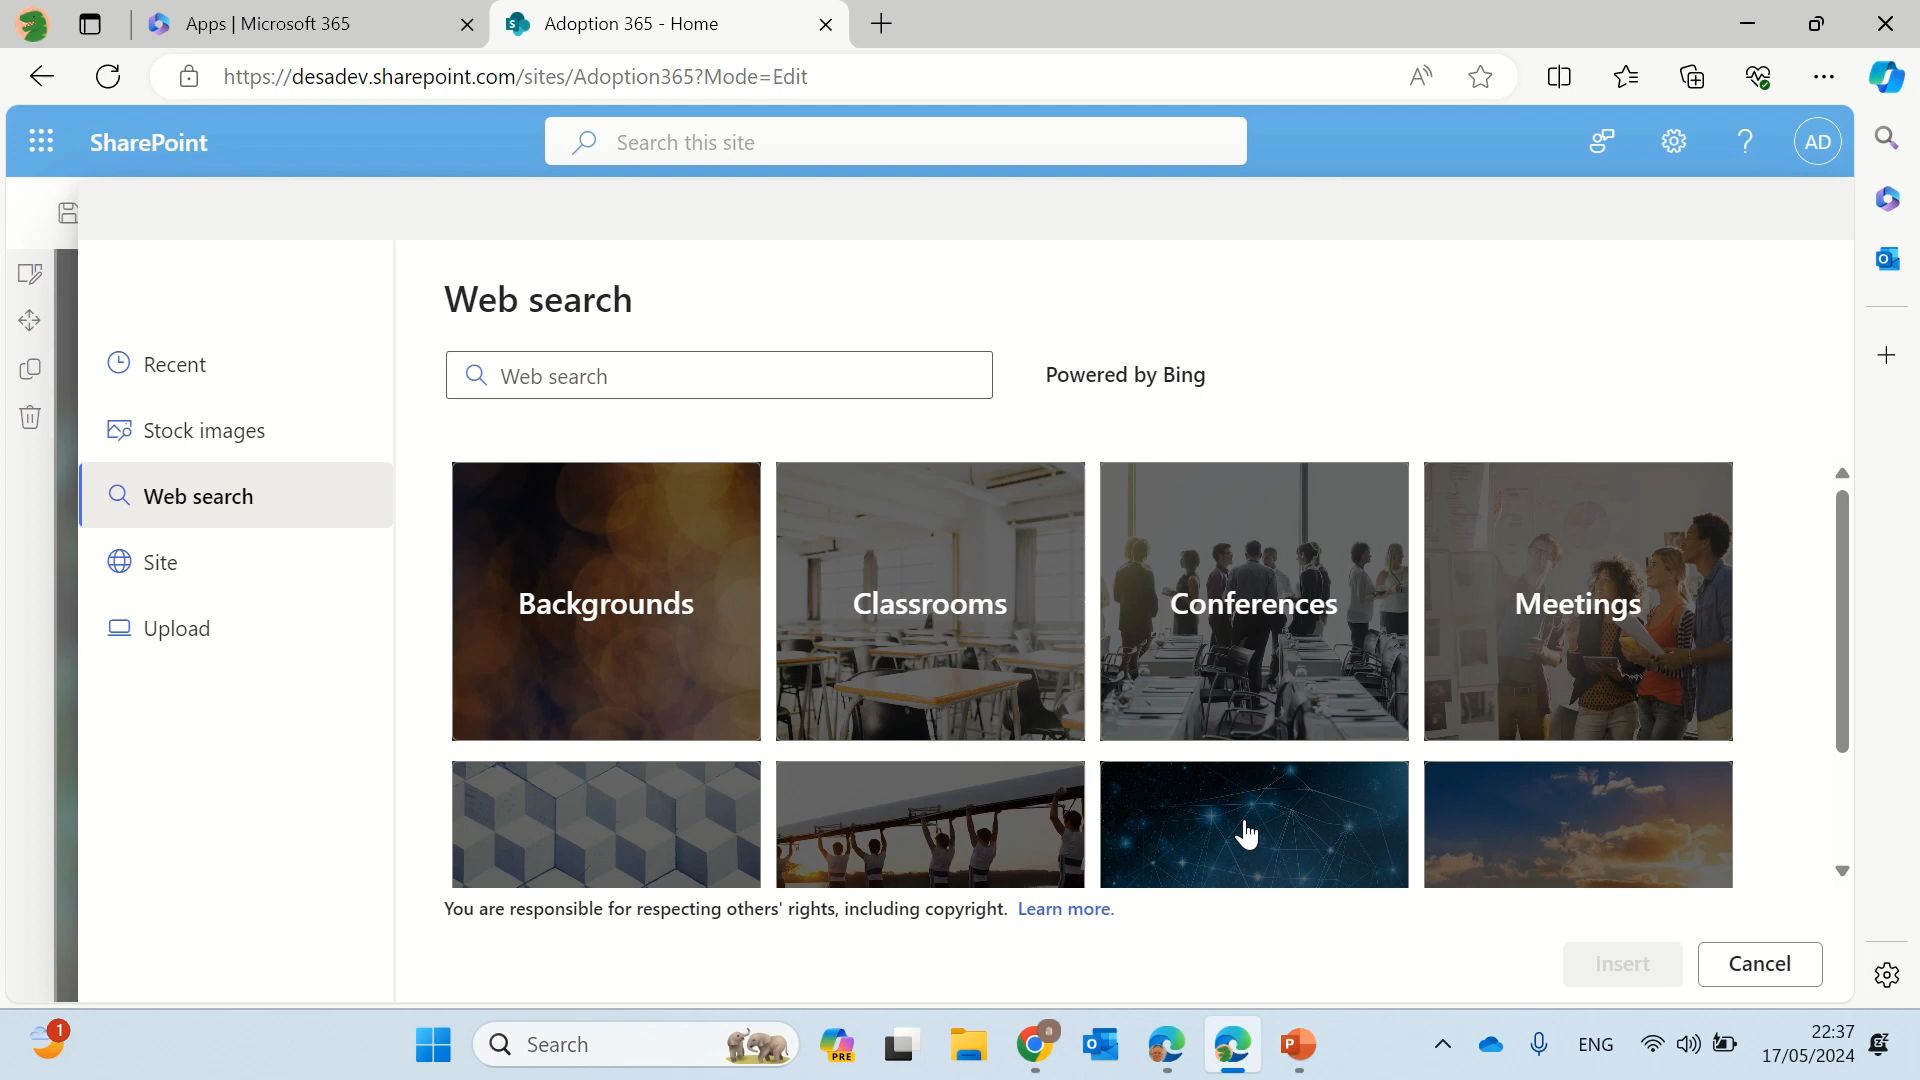 Apps | Microsoft 365
Adoption 365 - Home
https://desadev.sharepoint.com/sites/Adoption365?Mode=Edit
SharePoint
Search this site
AD
Web search
Web search
Powered by Bing
Recent
Stock images
Web search
Site
Upload
Backgrounds
Classrooms
Conferences
Meetings
You are responsible for respecting others' rights, including copyright. Learn more.
Insert
Cancel
1
Search
PRE
ENG
22:37
17/05/2024